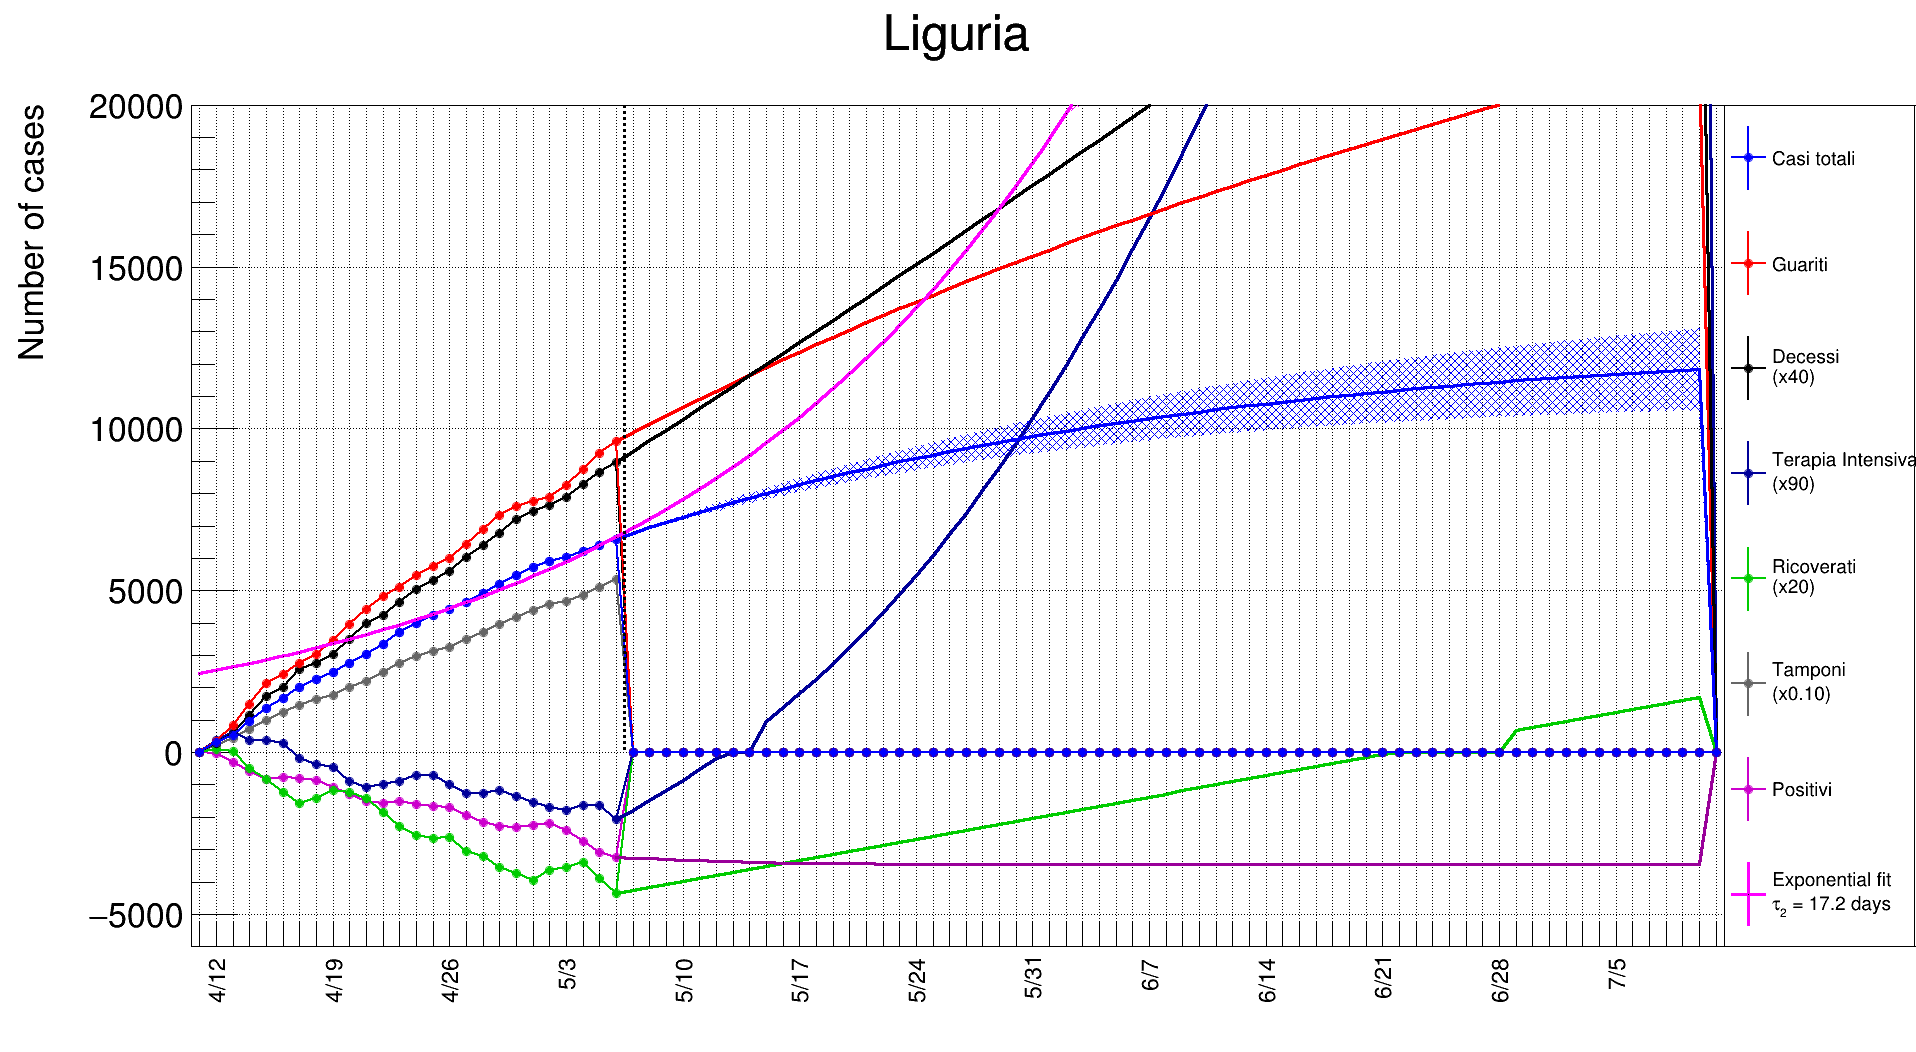 Liguria
Number of cases
20000
15000
10000
5000
0
−5000
4/12
4/19
4/26
5/3
5/10
5/17
5/24
5/31
6/7
6/14
6/21
6/28
7/5
Casi totali
Guariti
Decessi
(x40)
Terapia Intensiva
(x90)
Ricoverati
(x20)
Tamponi
(x0.10)
Positivi
Exponential fit
τ₂ = 17.2 days